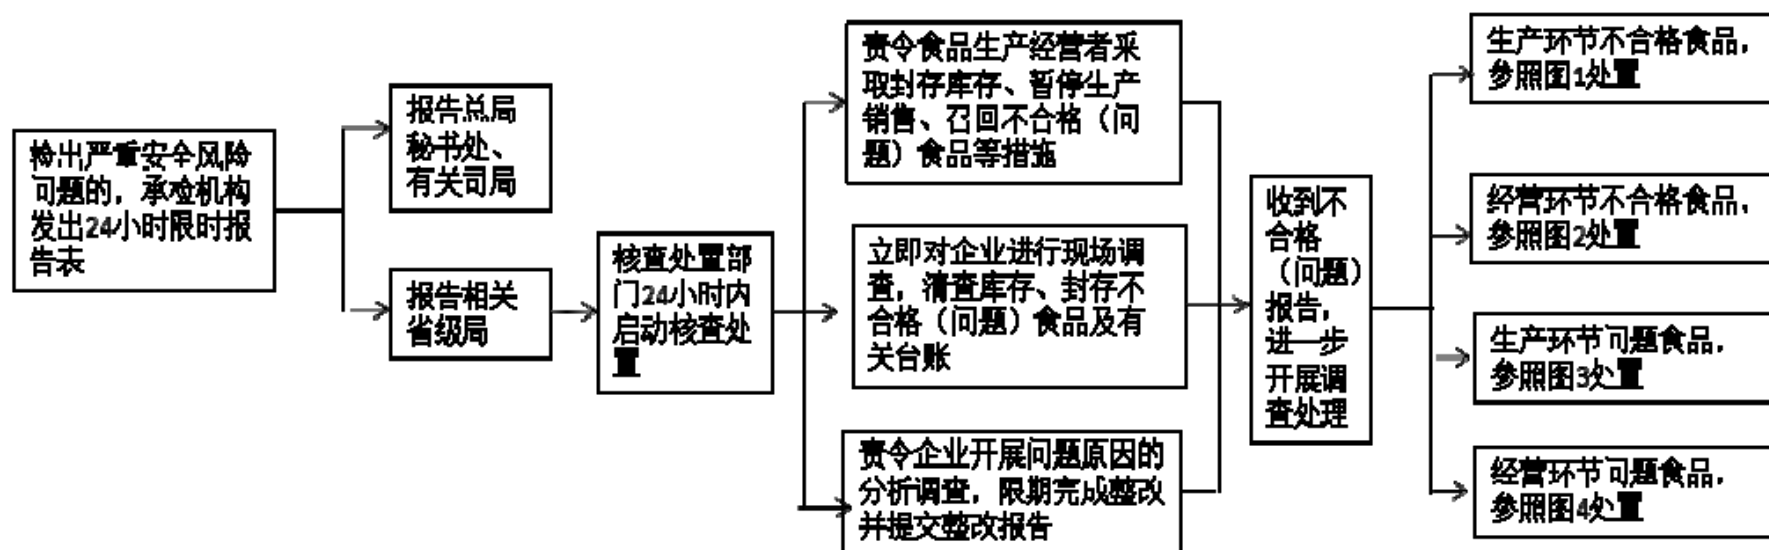 检出严重安全风险
问题的，承检机构
发出24小时限时报
告表
报告总局
秘书处、
有关司局
报告相关
省级局
核查处置部
门24小时内
启动核查处
置
责令食品生产经营者采
取封存库存、暂停生产
销售、召回不合格（问
题）食品等措施
立即对企业进行现场调
查，清查库存、封存不
合格（问题）食品及有
关台账
责令企业开展问题原因的
分析调查，限期完成整改
并提交整改报告
收到不
合格
（问题）
报告，
进一步
开展调
查处理
生产环节不合格食品，
参照图1处置
经营环节不合格食品，
参照图2处置
生产环节问题食品，
参照图3处置
经营环节问题食品，
参照图4处置